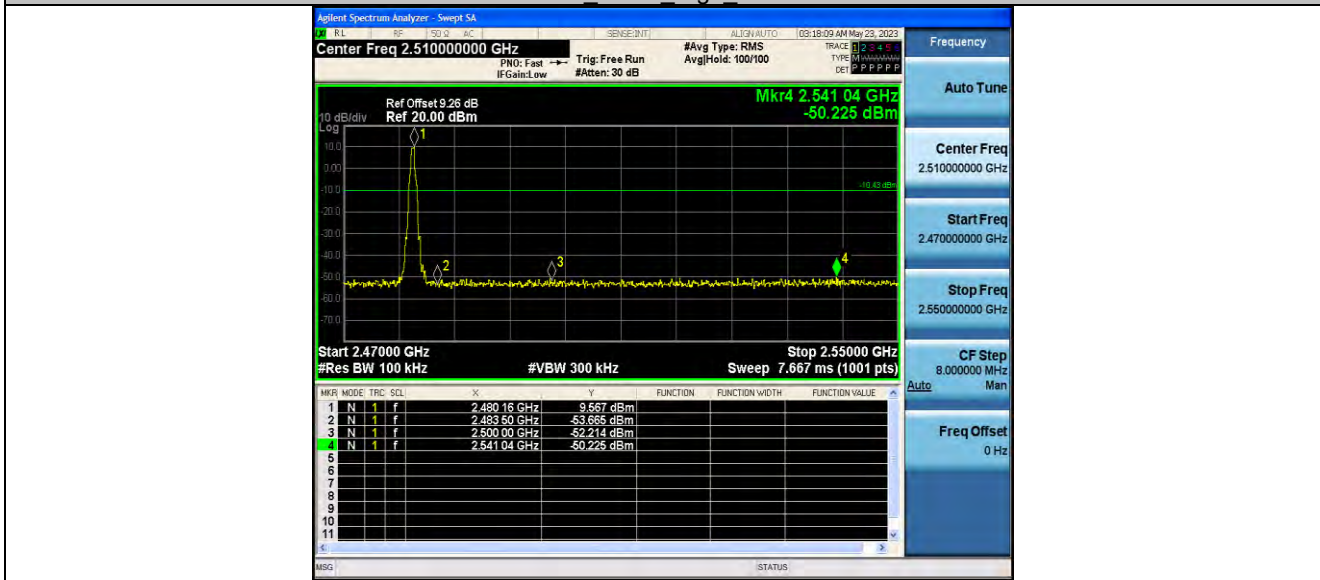 Agilent Spectrum Analyzer - Swept SA
RL RF 50 Ω AC SENSE:INT ALIGN AUTO 03:18:09 AM May 23, 2023
Center Freq 2.510000000 GHz
PNO: Fast
IFGain:Low
Trig: Free Run
#Atten: 30 dB
#Avg Type: RMS
Avg|Hold: 100/100
TRACE 1 2 3 4 5 6
TYPE M
DET P P P P P P
Frequency
Auto Tune
Center Freq
2.510000000 GHz
Start Freq
2.470000000 GHz
Stop Freq
2.550000000 GHz
CF Step
8.000000 MHz
Auto Man
Freq Offset
0 Hz
Mkr4 2.541 04 GHz
-50.225 dBm
Ref Offset 9.26 dB
10 dB/div Ref 20.00 dBm
Log
10.0
0.00
-10.0
-20.0
-30.0
-40.0
-50.0
-60.0
-70.0
1
2
3
4
-10.43 dBm
Start 2.47000 GHz Stop 2.55000 GHz
#Res BW 100 kHz #VBW 300 kHz Sweep 7.667 ms (1001 pts)
MKR MODE TRC SCL X Y FUNCTION FUNCTION WIDTH FUNCTION VALUE
1 N 1 f 2.480 16 GHz 9.567 dBm
2 N 1 f 2.483 50 GHz -53.665 dBm
3 N 1 f 2.500 00 GHz -52.214 dBm
4 N 1 f 2.541 04 GHz -50.225 dBm
5
6
7
8
9
10
11
MSG STATUS